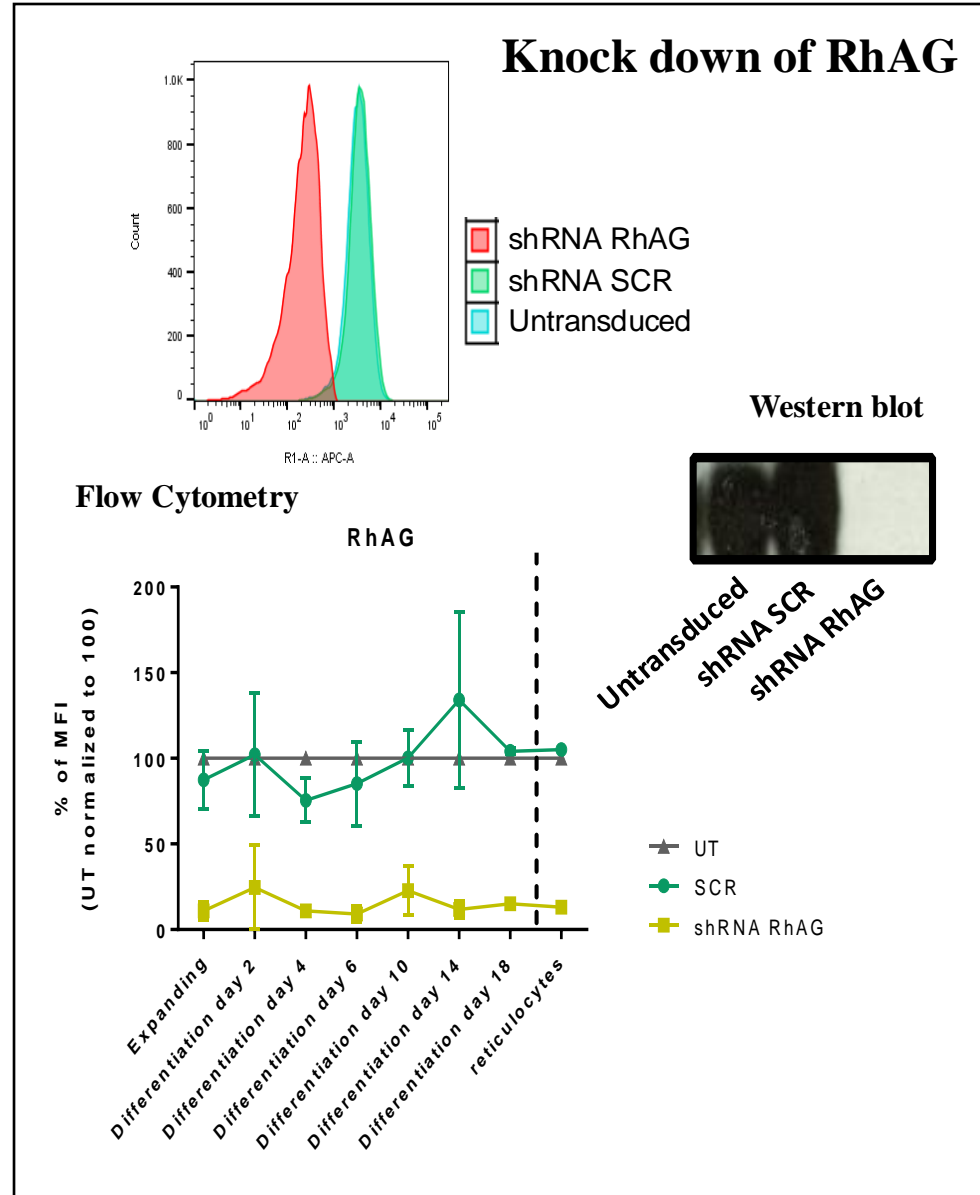 Knock down of RhAG
1.0K
800
600
400
200
0
Count
10^0 10^1 10^2 10^3 10^4 10^5
R1-A :: APC-A
shRNA RhAG
shRNA SCR
Untransduced
Western blot
Untransduced
shRNA SCR
shRNA RhAG
Flow Cytometry
RhAG
200
150
100
50
0
% of MFI
(UT normalized to 100)
Expanding
Differentiation day 2
Differentiation day 4
Differentiation day 6
Differentiation day 10
Differentiation day 14
Differentiation day 18
reticulocytes
UT
SCR
shRNA RhAG